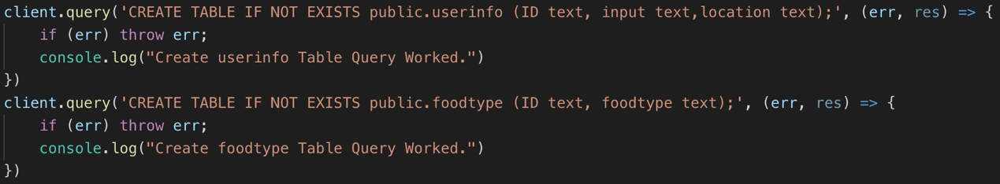 client.query('CREATE TABLE IF NOT EXISTS public.userinfo (ID text, input text,location text);', (err, res) => {
    if (err) throw err;
    console.log("Create userinfo Table Query Worked.")
})
client.query('CREATE TABLE IF NOT EXISTS public.foodtype (ID text, foodtype text);', (err, res) => {
    if (err) throw err;
    console.log("Create foodtype Table Query Worked.")
})